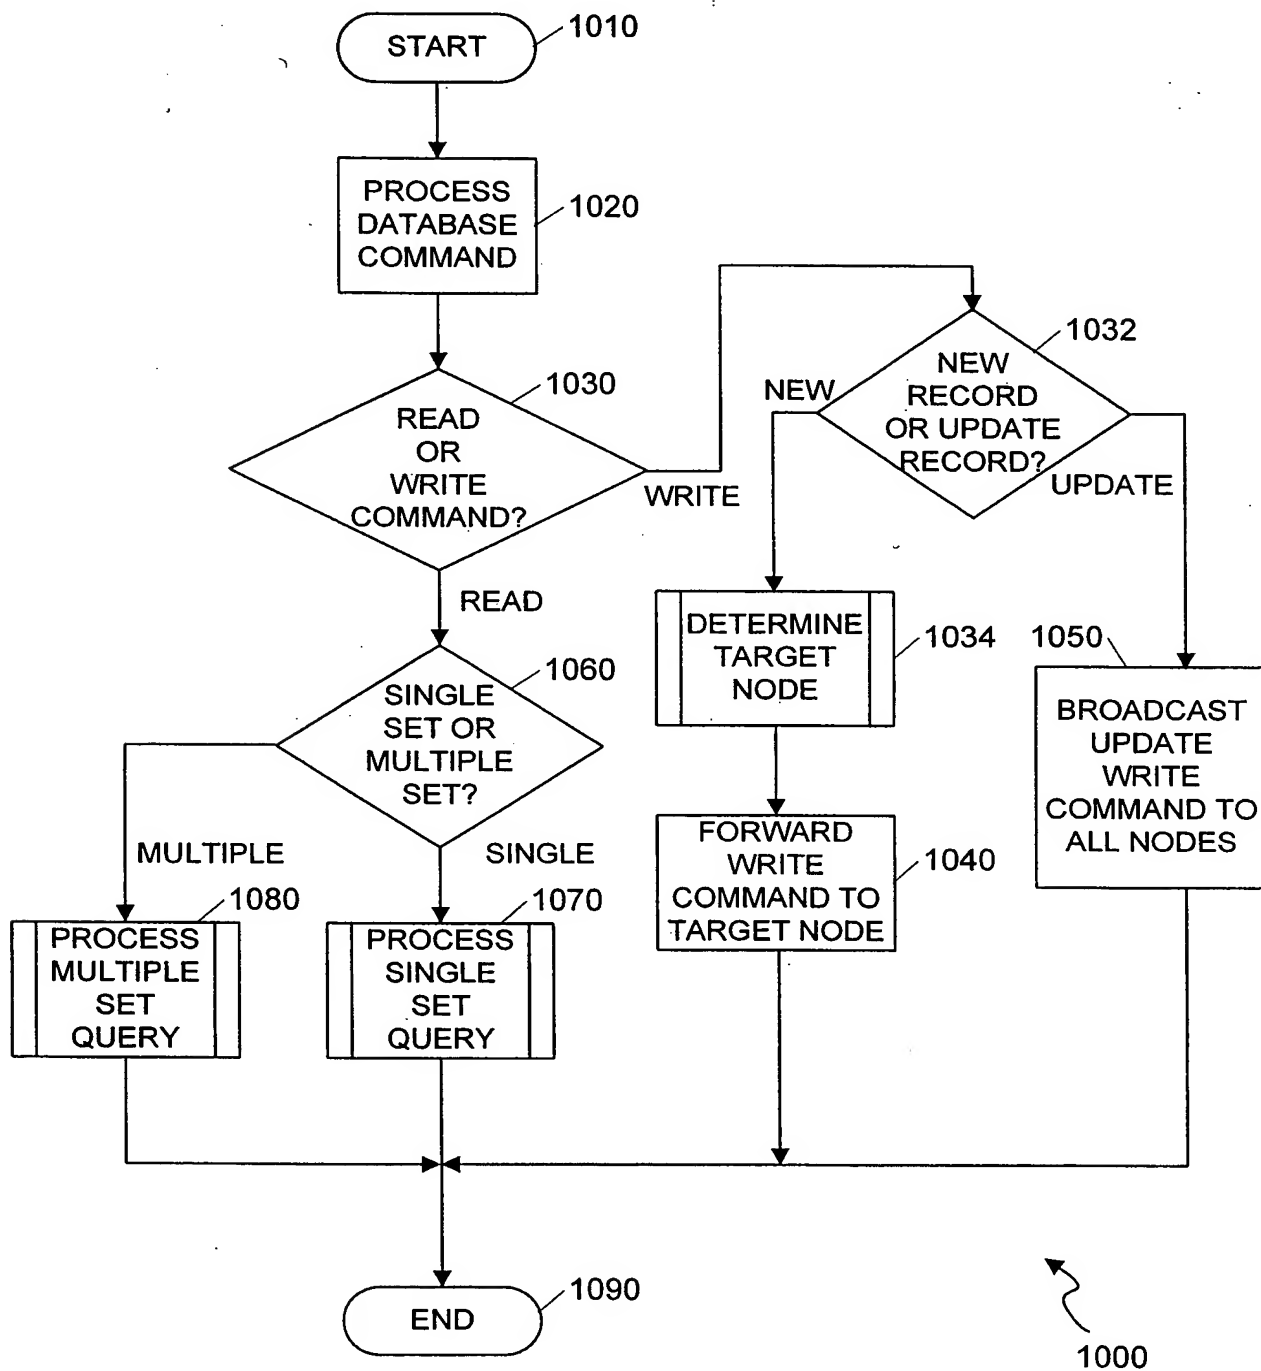 START
1010
PROCESS
DATABASE
COMMAND
1020
READ
OR
WRITE
COMMAND?
1030
WRITE
READ
NEW
RECORD
OR UPDATE
RECORD?
1032
NEW
UPDATE
DETERMINE
TARGET
NODE
1034
FORWARD
WRITE
COMMAND TO
TARGET NODE
1040
1050
BROADCAST
UPDATE
WRITE
COMMAND TO
ALL NODES
SINGLE
SET OR
MULTIPLE
SET?
1060
MULTIPLE
SINGLE
1080
PROCESS
MULTIPLE
SET
QUERY
1070
PROCESS
SINGLE
SET
QUERY
END
1090
1000